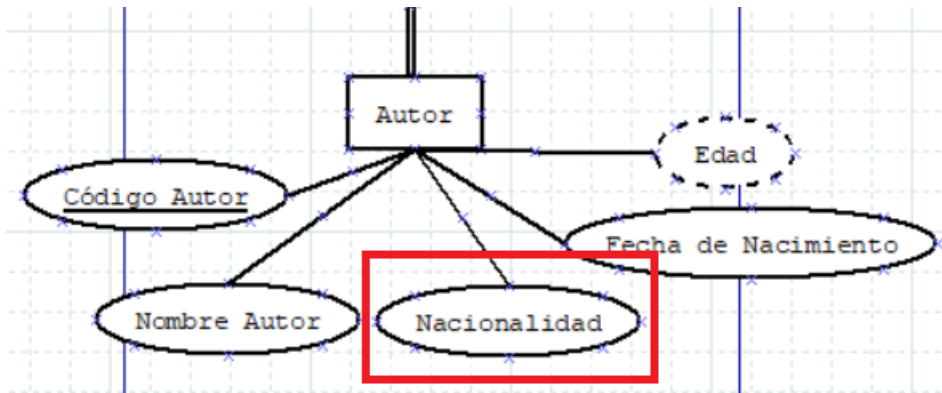 Autor
Edad
Código Autor
Fecha de Nacimiento
Nombre Autor
Nacionalidad